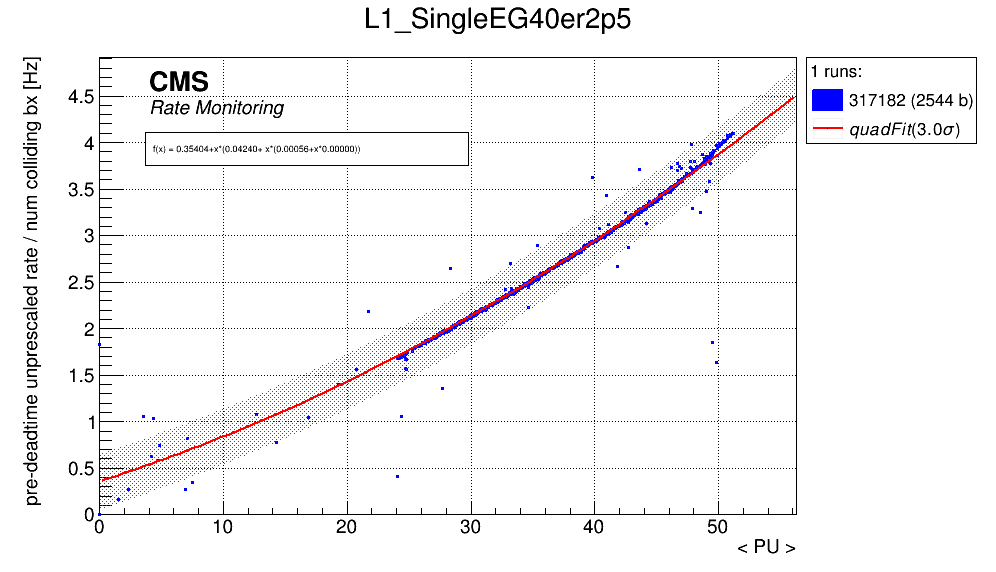 L1_SingleEG40er2p5
pre-deadtime unprescaled rate / num colliding bx [Hz]
CMS
Rate Monitoring
f(x) = 0.35404+x*(0.04240+ x*(0.00056+x*0.00000))
1 runs:
317182 (2544 b)
quadFit(3.0σ)
4.5
4
3.5
3
2.5
2
1.5
1
0.5
0
0 10 20 30 40 50
< PU >